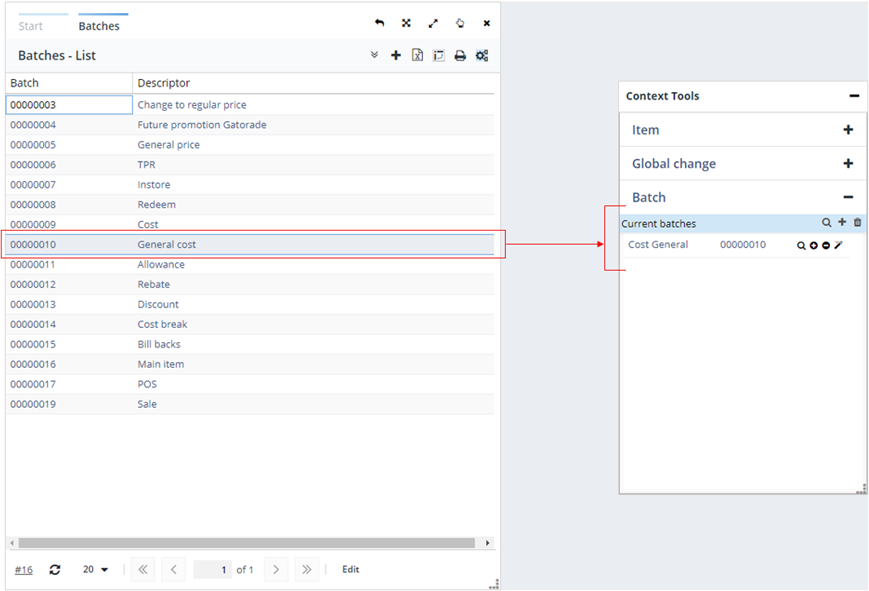 Start Batches
Batches - List
Batch Descriptor
00000003 Change to regular price
00000004 Future promotion Gatorade
00000005 General price
00000006 TPR
00000007 Instore
00000008 Redeem
00000009 Cost
00000010 General cost
00000011 Allowance
00000012 Rebate
00000013 Discount
00000014 Cost break
00000015 Bill backs
00000016 Main item
00000017 POS
00000019 Sale
#16 20 1 of 1 Edit
Context Tools
Item
Global change
Batch
Current batches
Cost General 00000010